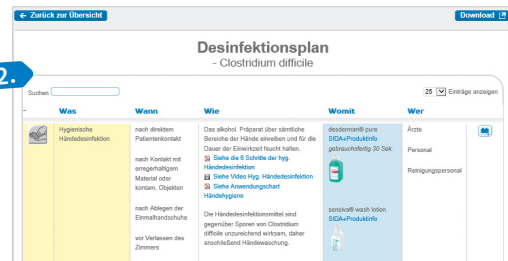 ← Zurück zur Übersicht
Download
Desinfektionsplan
- Clostridium difficile
2.
Suchen
25 Einträge anzeigen
- Was Wann Wie Womit Wer
Hygienische
Händedesinfektion
nach direktem
Patientenkontakt
nach Kontakt mit
erregerhaltigem
Material oder
kontam. Objekten
nach Ablegen der
Einmalhandschuhe
vor Verlassen des
Zimmers
Das alkohol. Präparat über sämtliche
Bereiche der Hände einreiben und für die
Dauer der Einwirkzeit feucht halten.
Siehe die 6 Schritte der hyg.
Händedesinfektion
Siehe Video Hyg. Händedesinfektion
Siehe Anwendungschart
Händehygiene
Die Händedesinfektionsmittel sind
gegenüber Sporen von Clostridium
difficile unzureichend wirksam, daher
anschließend Händewaschung.
desderman® pure
SIDA+Produktinfo
gebrauchsfertig 30 Sek.
sensiva® wash lotion
SIDA+Produktinfo
Ärzte
Personal
Reinigungspersonal